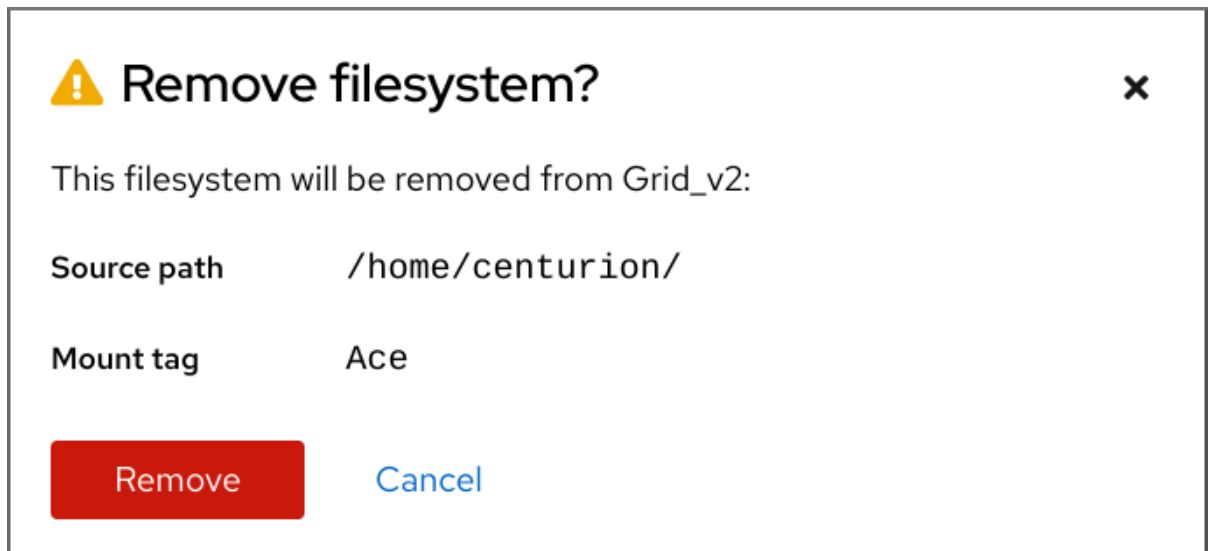 Remove filesystem?
This filesystem will be removed from Grid_v2:
Source path /home/centurion/
Mount tag Ace
Remove Cancel